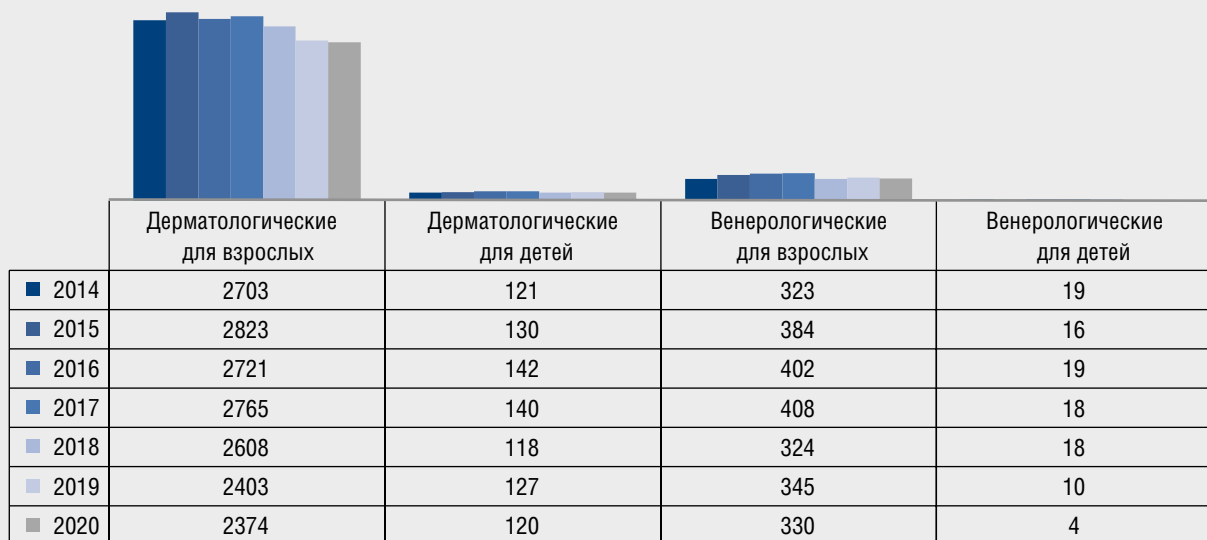 Дерматологические для взрослых Дерматологические для детей Венерологические для взрослых Венерологические для детей
2014 2703 121 323 19
2015 2823 130 384 16
2016 2721 142 402 19
2017 2765 140 408 18
2018 2608 118 324 18
2019 2403 127 345 10
2020 2374 120 330 4